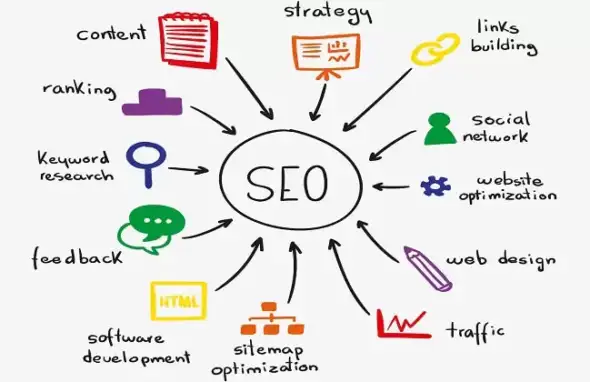 strategy
content
links
building
ranking
social
network
Keyword
research
SEO
website
optimization
feedback
web design
HTML
software
development
sitemap
optimization
traffic